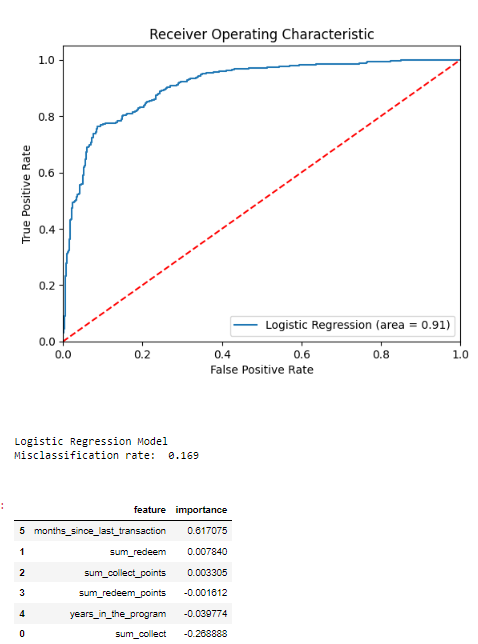 Receiver Operating Characteristic
1.0
0.8
0.6
0.4
0.2
0.0
True Positive Rate
Logistic Regression (area = 0.91)
0.0 0.2 0.4 0.6 0.8 1.0
False Positive Rate
Logistic Regression Model
Misclassification rate: 0.169
:
feature importance
5 months_since_last_transaction 0.617075
1 sum_redeem 0.007840
2 sum_collect_points 0.003305
3 sum_redeem_points -0.001612
4 years_in_the_program -0.039774
0 sum_collect -0.268888